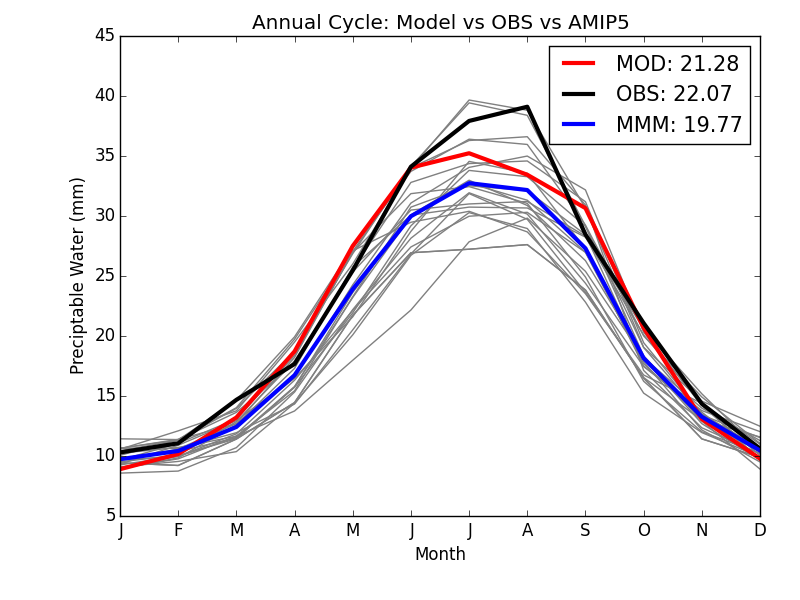 Annual Cycle: Model vs OBS vs AMIP5
MOD: 21.28
OBS: 22.07
MMM: 19.77
Preciptable Water (mm)
45
40
35
30
25
20
15
10
5
J F M A M J J A S O N D
Month